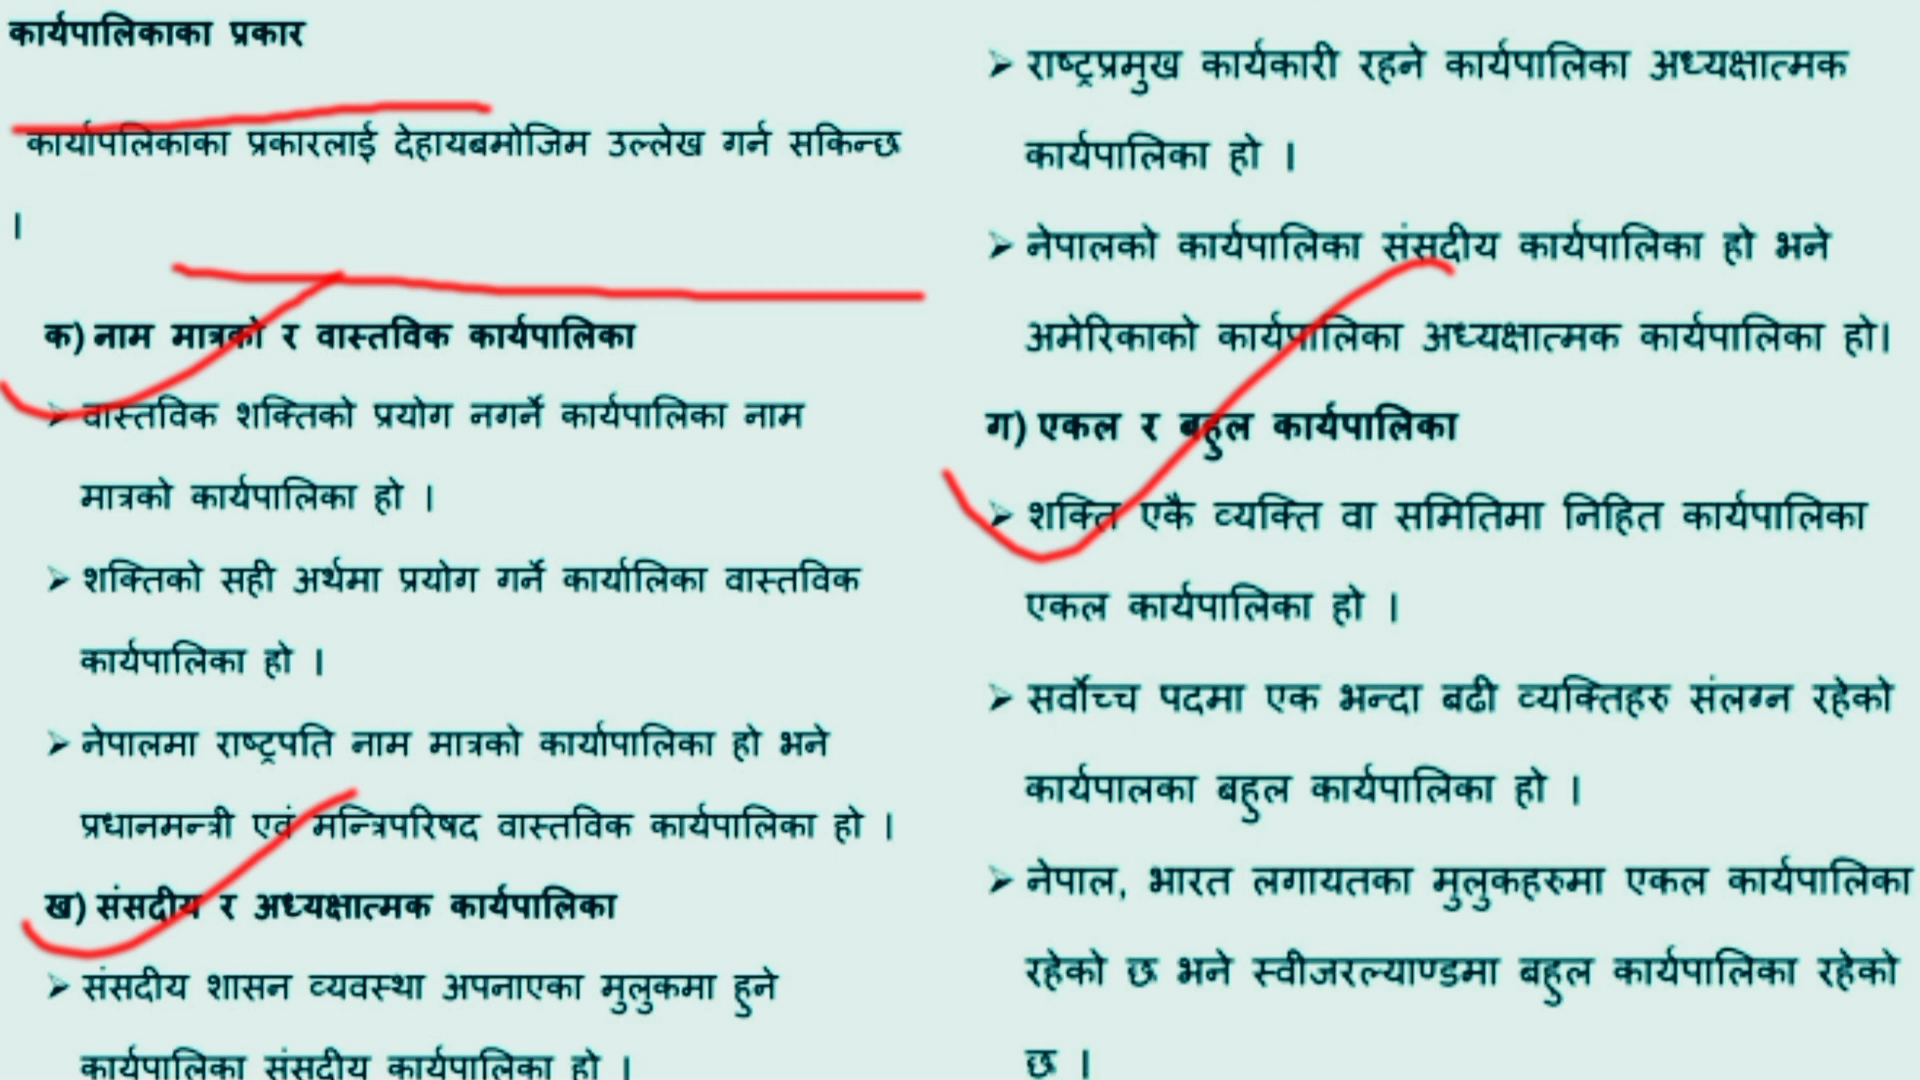 कार्यपालिकाका प्रकार
कार्यापलिकाका प्रकारलाई देहायबमोजिम उल्लेख गर्न सकिन्छ
।
क) नाम मात्रको र वास्तविक कार्यपालिका
➢ वास्तविक शक्तिको प्रयोग नगर्ने कार्यपालिका नाम
मात्रको कार्यपालिका हो ।
➢ शक्तिको सही अर्थमा प्रयोग गर्ने कार्यालिका वास्तविक
कार्यपालिका हो ।
➢ नेपालमा राष्ट्रपति नाम मात्रको कार्यापालिका हो भने
प्रधानमन्त्री एवं मन्त्रिपरिषद वास्तविक कार्यपालिका हो ।
ख) संसदीय र अध्यक्षात्मक कार्यपालिका
➢ संसदीय शासन व्यवस्था अपनाएका मुलुकमा हुने
कार्यपालिका संसदीय कार्यपालिका हो ।
➢ राष्ट्रप्रमुख कार्यकारी रहने कार्यपालिका अध्यक्षात्मक
कार्यपालिका हो ।
➢ नेपालको कार्यपालिका संसदीय कार्यपालिका हो भने
अमेरिकाको कार्यपालिका अध्यक्षात्मक कार्यपालिका हो।
ग) एकल र बहुल कार्यपालिका
➢ शक्ति एकै व्यक्ति वा समितिमा निहित कार्यपालिका
एकल कार्यपालिका हो ।
➢ सर्वोच्च पदमा एक भन्दा बढी व्यक्तिहरु संलग्न रहेको
कार्यपालका बहुल कार्यपालिका हो ।
➢ नेपाल, भारत लगायतका मुलुकहरुमा एकल कार्यपालिका
रहेको छ भने स्वीजरल्याण्डमा बहुल कार्यपालिका रहेको
छ ।